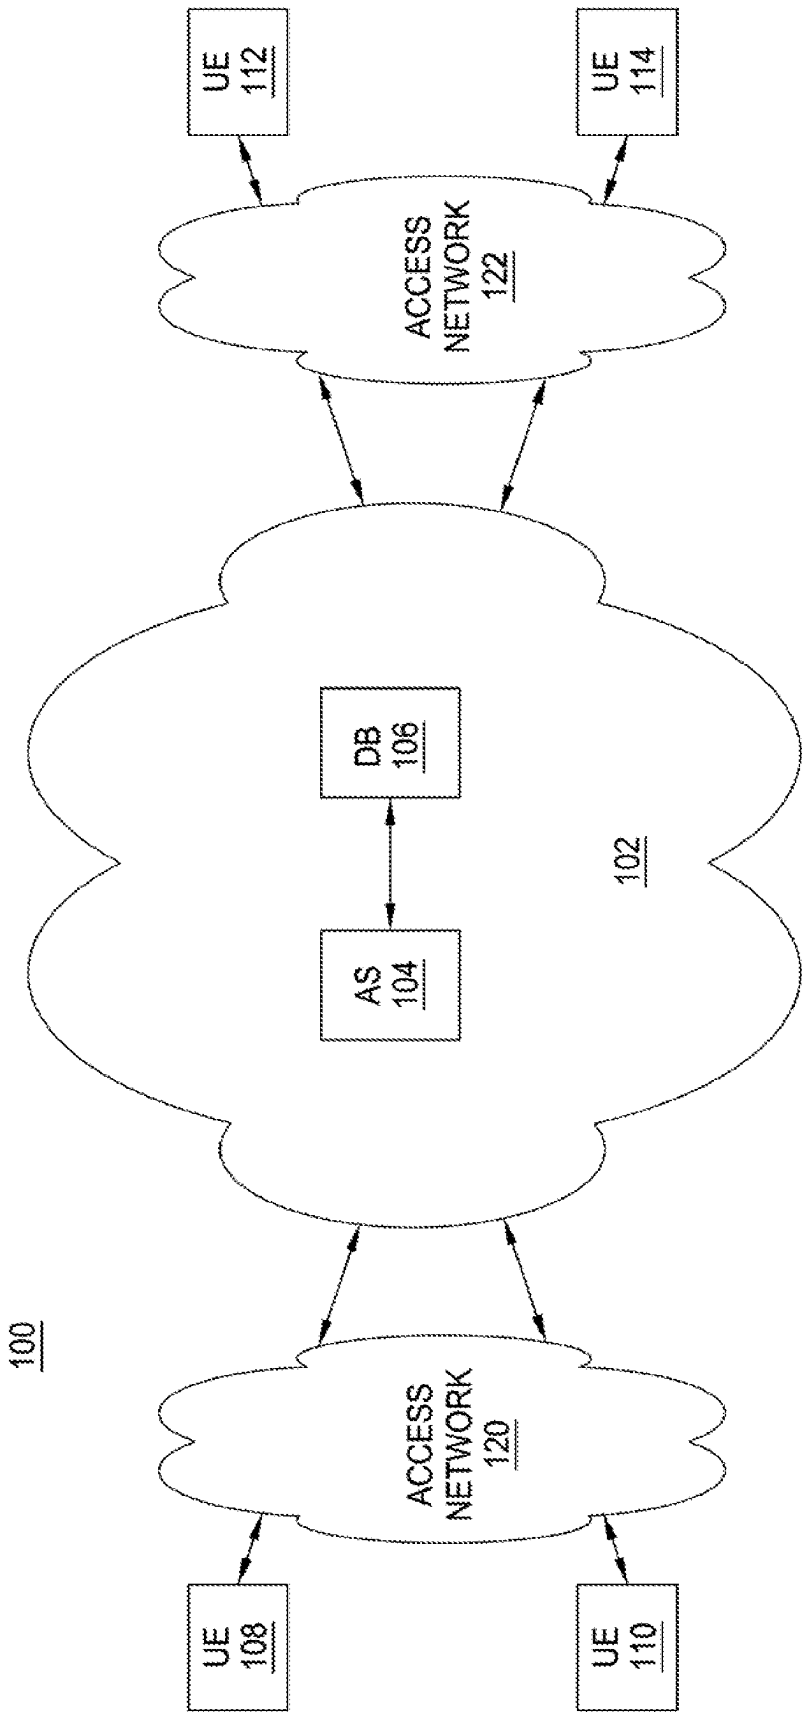 100
UE
108
UE
110
ACCESS
NETWORK
120
AS
104
DB
106
102
ACCESS
NETWORK
122
UE
112
UE
114